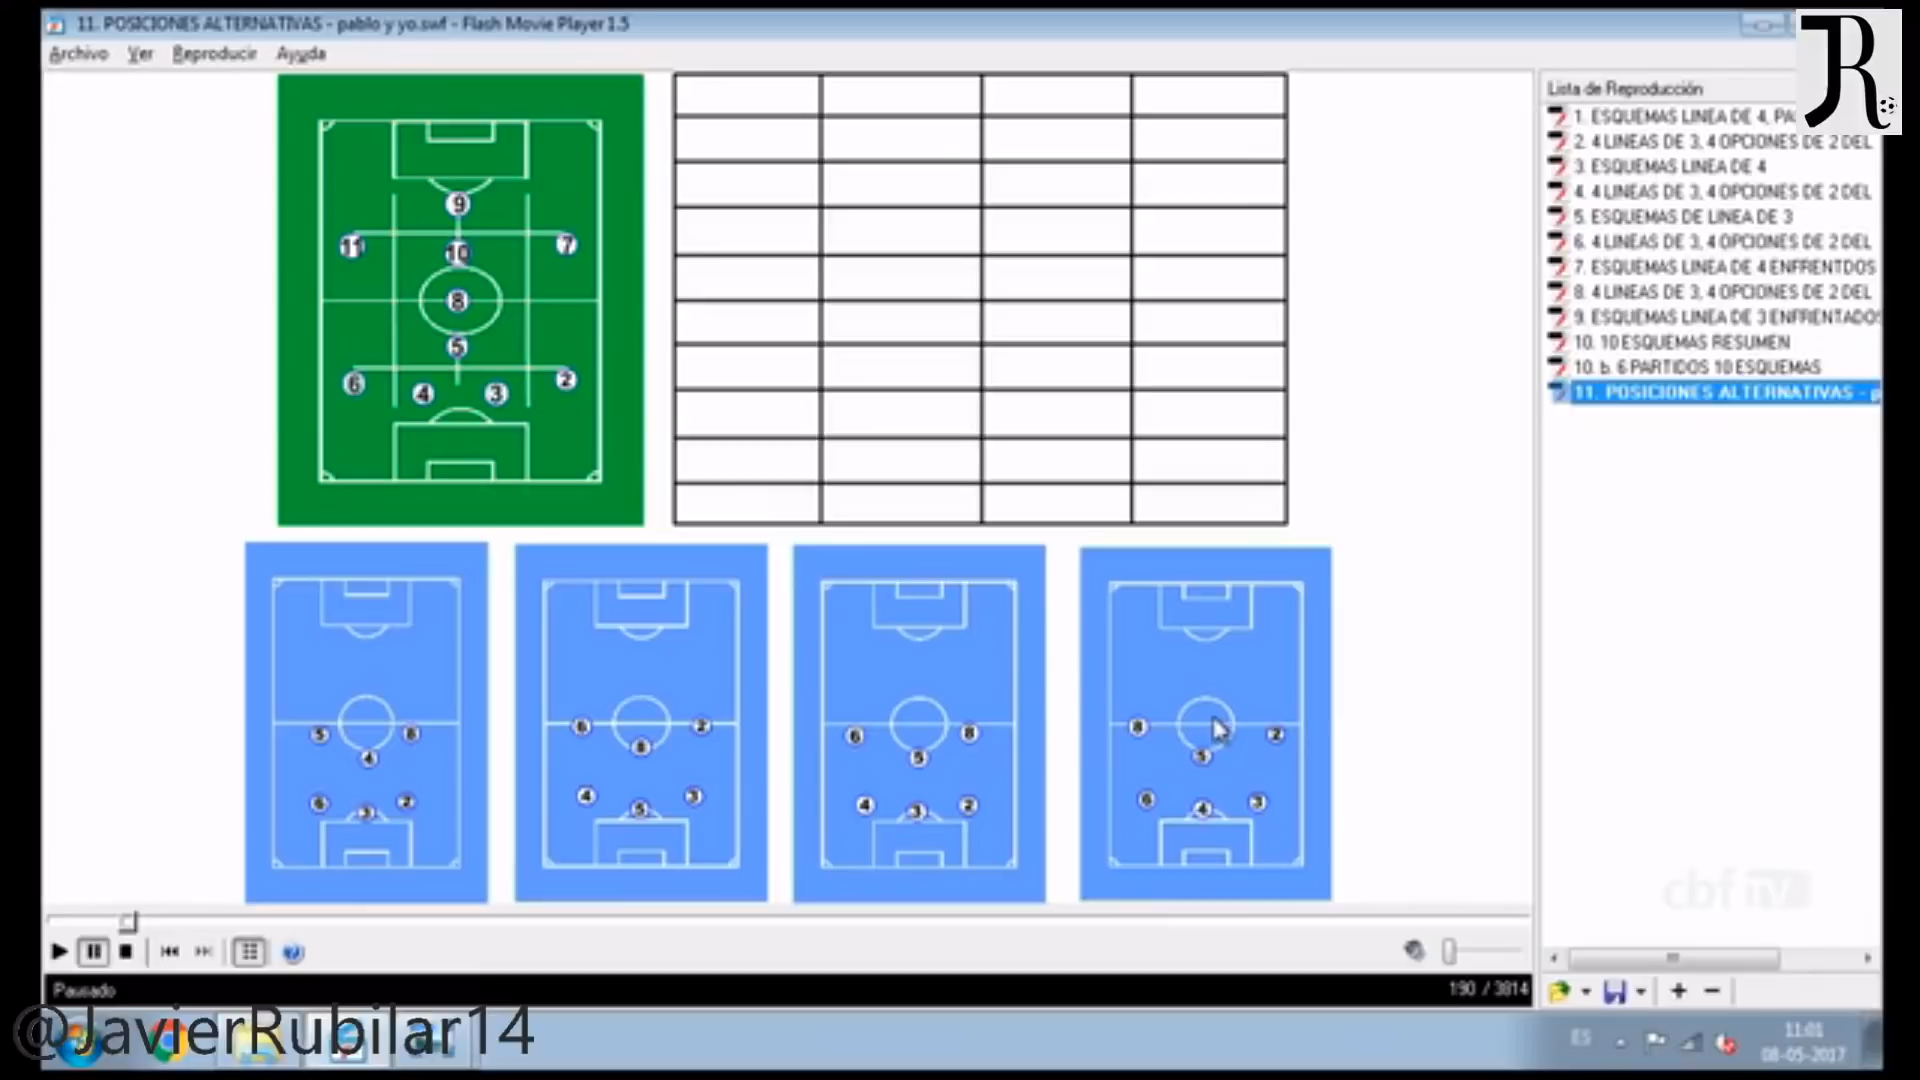 11. POSICIONES ALTERNATIVAS - pablo y yo.swf - Flash Movie Player 1.5
JR
Archivo Ver Reproducir Ayuda
Lista de Reproducción
1. ESQUEMAS LINEA DE 4, PA
2. 4 LINEAS DE 3, 4 OPCIONES DE 2 DEL
3. ESQUEMAS LINEA DE 4
4. 4 LINEAS DE 3, 4 OPCIONES DE 2 DEL
5. ESQUEMAS DE LINEA DE 3
6. 4 LINEAS DE 3, 4 OPCIONES DE 2 DEL
7. ESQUEMAS LINEA DE 4 ENFRENTDOS
8. 4 LINEAS DE 3, 4 OPCIONES DE 2 DEL
9. ESQUEMAS LINEA DE 3 ENFRENTADOS
10. 10 ESQUEMAS RESUMEN
10. b. 6 PARTIDOS 10 ESQUEMAS
11. POSICIONES ALTERNATIVAS - p
9
11 10 7
8
5
6 4 3 2
5 4
6 3 2
6 2
4 5 3
6 8
5
4 3 2
8 2
5
6 4 3
cbf TV
Pausado
190 / 3814
@JavierRubilar14
ES
11:01
08-05-2017